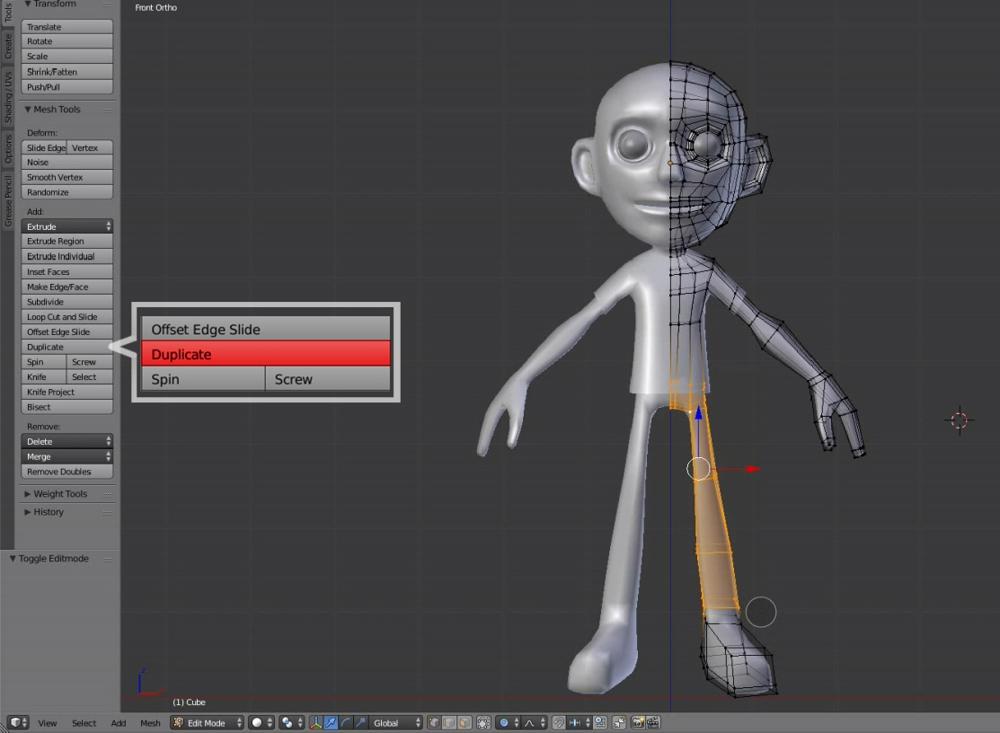 Tools
Create
Shading / UVs
Options
Grease Pencil
Transform
Translate
Rotate
Scale
Shrink/Fatten
Push/Pull
Mesh Tools
Deform:
Slide Edge Vertex
Noise
Smooth Vertex
Randomize
Add:
Extrude
Extrude Region
Extrude Individual
Inset Faces
Make Edge/Face
Subdivide
Loop Cut and Slide
Offset Edge Slide
Duplicate
Spin Screw
Knife Select
Knife Project
Bisect
Remove:
Delete
Merge
Remove Doubles
Weight Tools
History
Toggle Editmode
Front Ortho
Offset Edge Slide
Duplicate
Spin Screw
z
(1) Cube
View Select Add Mesh Edit Mode Global